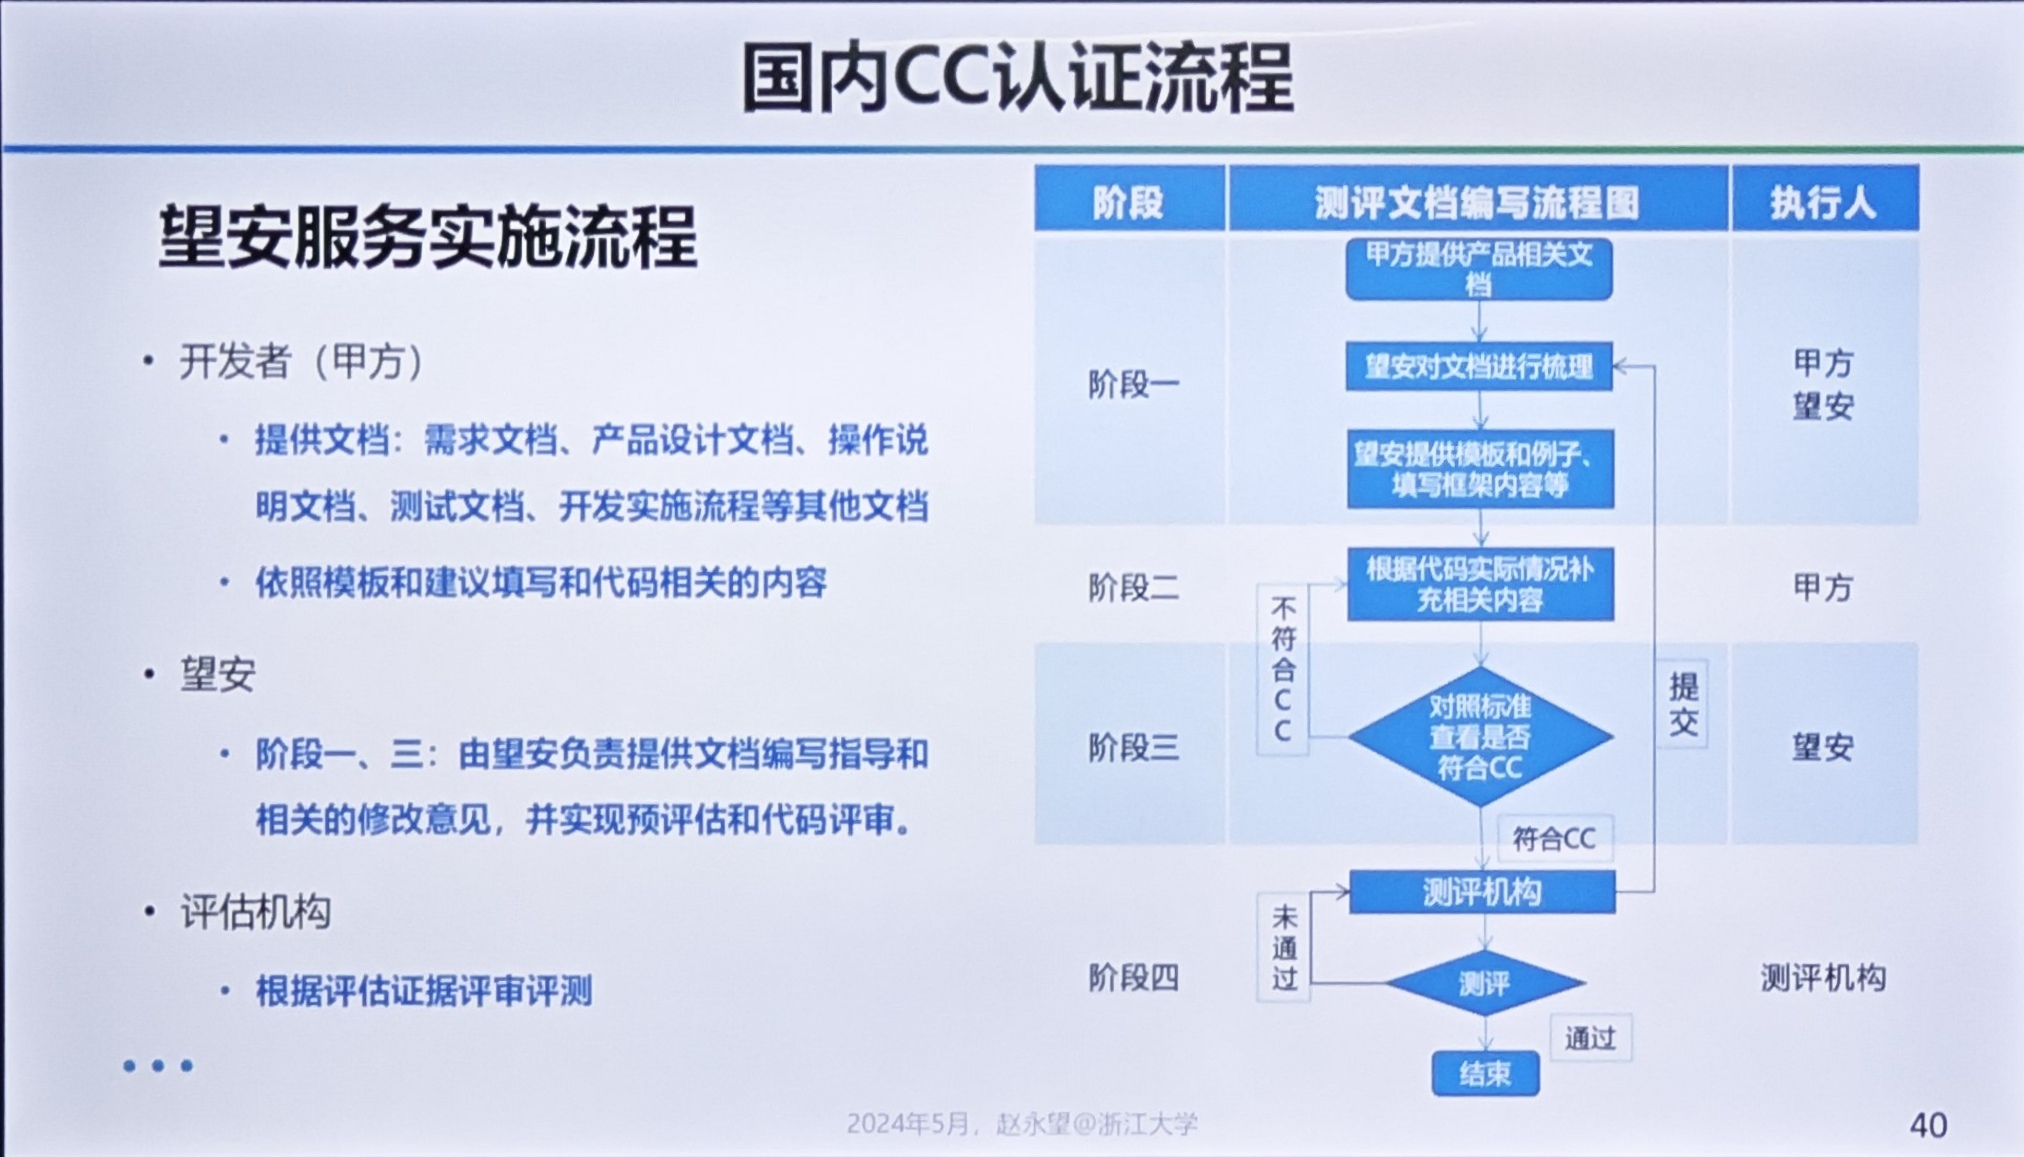 国内CC认证流程
望安服务实施流程
• 开发者（甲方）
• 提供文档：需求文档、产品设计文档、操作说
明文档、测试文档、开发实施流程等其他文档
• 依照模板和建议填写和代码相关的内容
• 望安
• 阶段一、三：由望安负责提供文档编写指导和
相关的修改意见，并实现预评估和代码评审。
• 评估机构
• 根据评估证据评审评测
阶段
测评文档编写流程图
执行人
阶段一
甲方提供产品相关文
档
望安对文档进行梳理
望安提供模板和例子、
填写框架内容等
甲方
望安
阶段二
根据代码实际情况补
充相关内容
甲方
不
符
合
C
C
阶段三
对照标准
查看是否
符合CC
提
交
望安
符合CC
阶段四
测评机构
未
通
过
测评
测评机构
通过
结束
2024年5月，赵永望@浙江大学
40